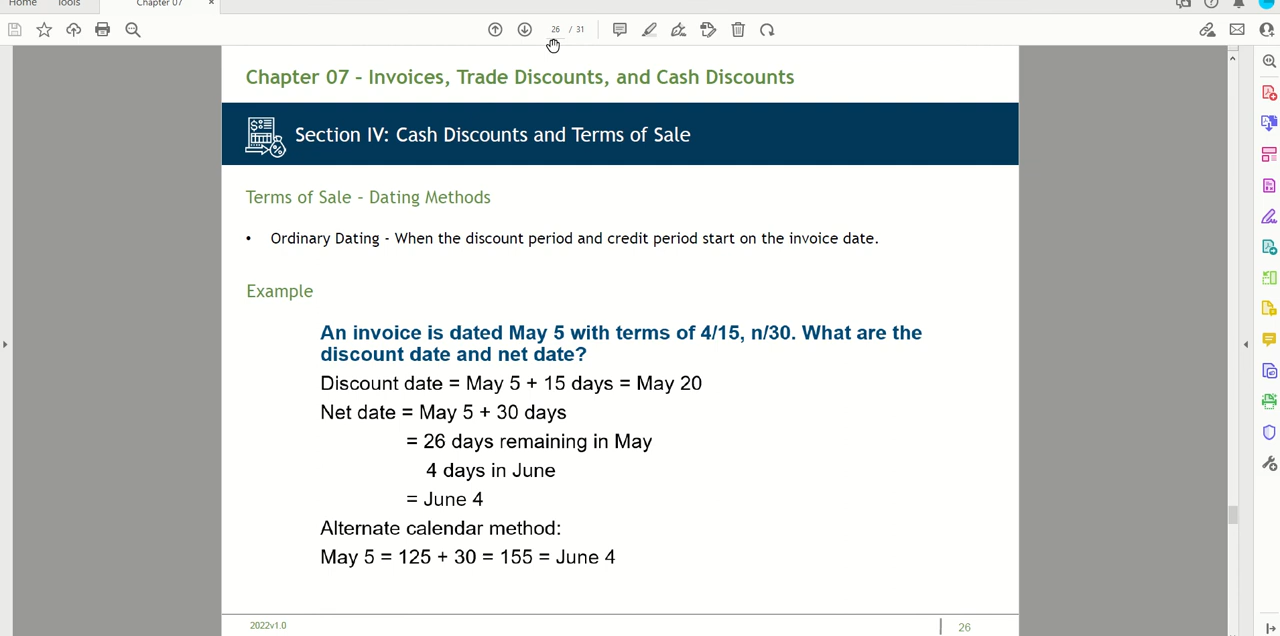 Home Tools Chapter 07 ×
26 / 31
Chapter 07 - Invoices, Trade Discounts, and Cash Discounts
Section IV: Cash Discounts and Terms of Sale
Terms of Sale - Dating Methods
• Ordinary Dating - When the discount period and credit period start on the invoice date.
Example
An invoice is dated May 5 with terms of 4/15, n/30. What are the
discount date and net date?
Discount date = May 5 + 15 days = May 20
Net date = May 5 + 30 days
= 26 days remaining in May
4 days in June
= June 4
Alternate calendar method:
May 5 = 125 + 30 = 155 = June 4
2022v1.0
26